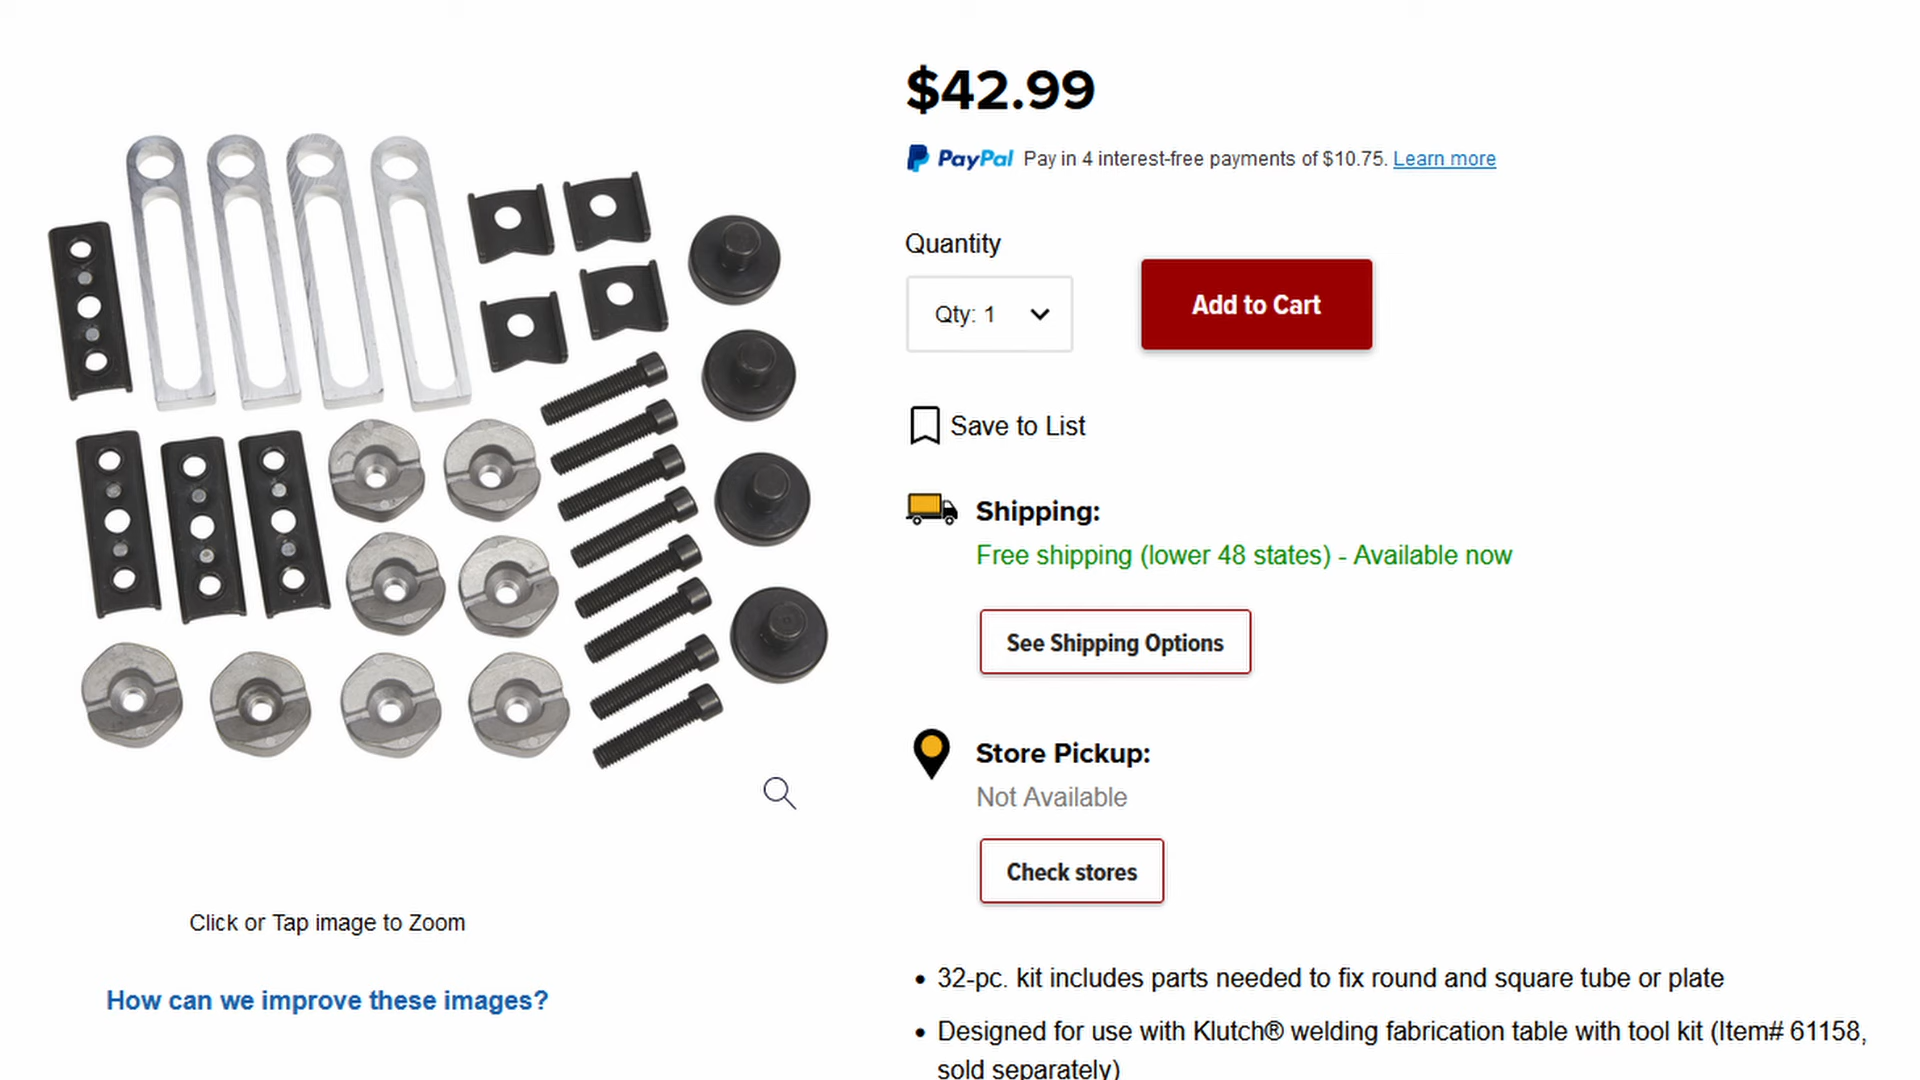 $42.99
PayPal Pay in 4 interest-free payments of $10.75. Learn more
Quantity
Qty: 1
Add to Cart
Save to List
Shipping:
Free shipping (lower 48 states) - Available now
See Shipping Options
Store Pickup:
Not Available
Check stores
Click or Tap image to Zoom
How can we improve these images?
• 32-pc. kit includes parts needed to fix round and square tube or plate
• Designed for use with Klutch® welding fabrication table with tool kit (Item# 61158,
sold separately)